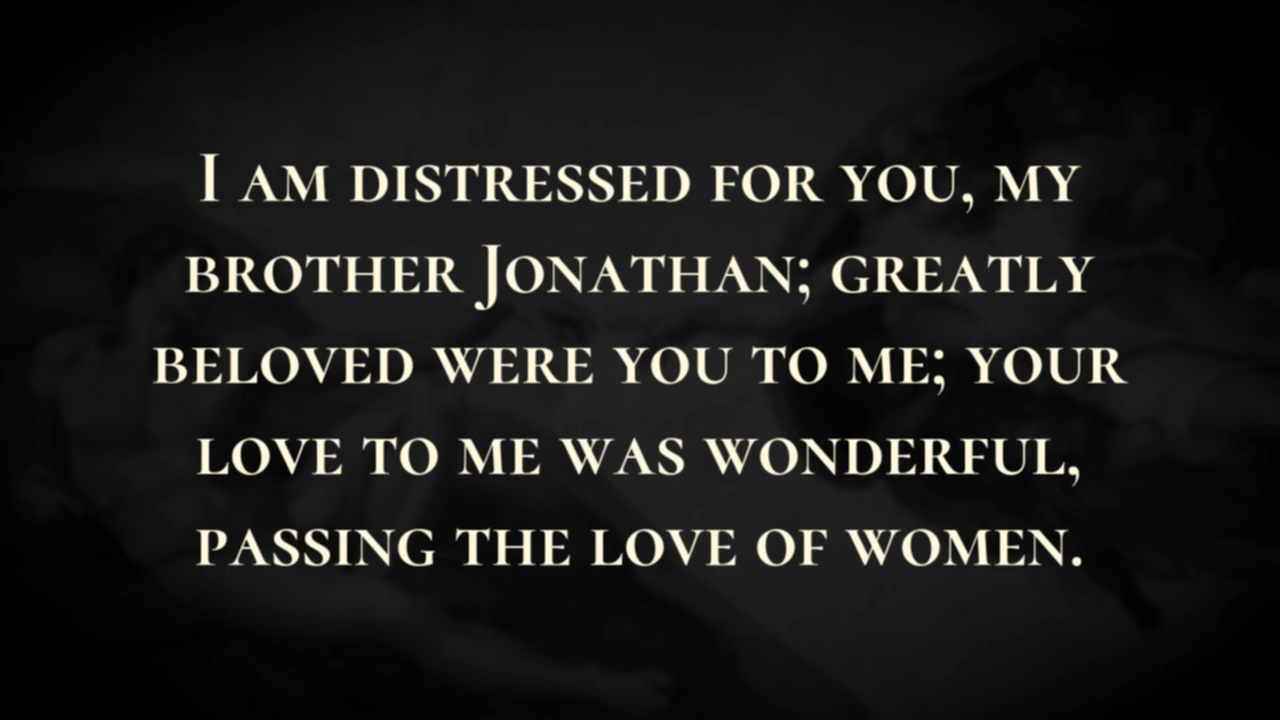 I am distressed for you, my
brother Jonathan; greatly
beloved were you to me; your
love to me was wonderful,
passing the love of women.